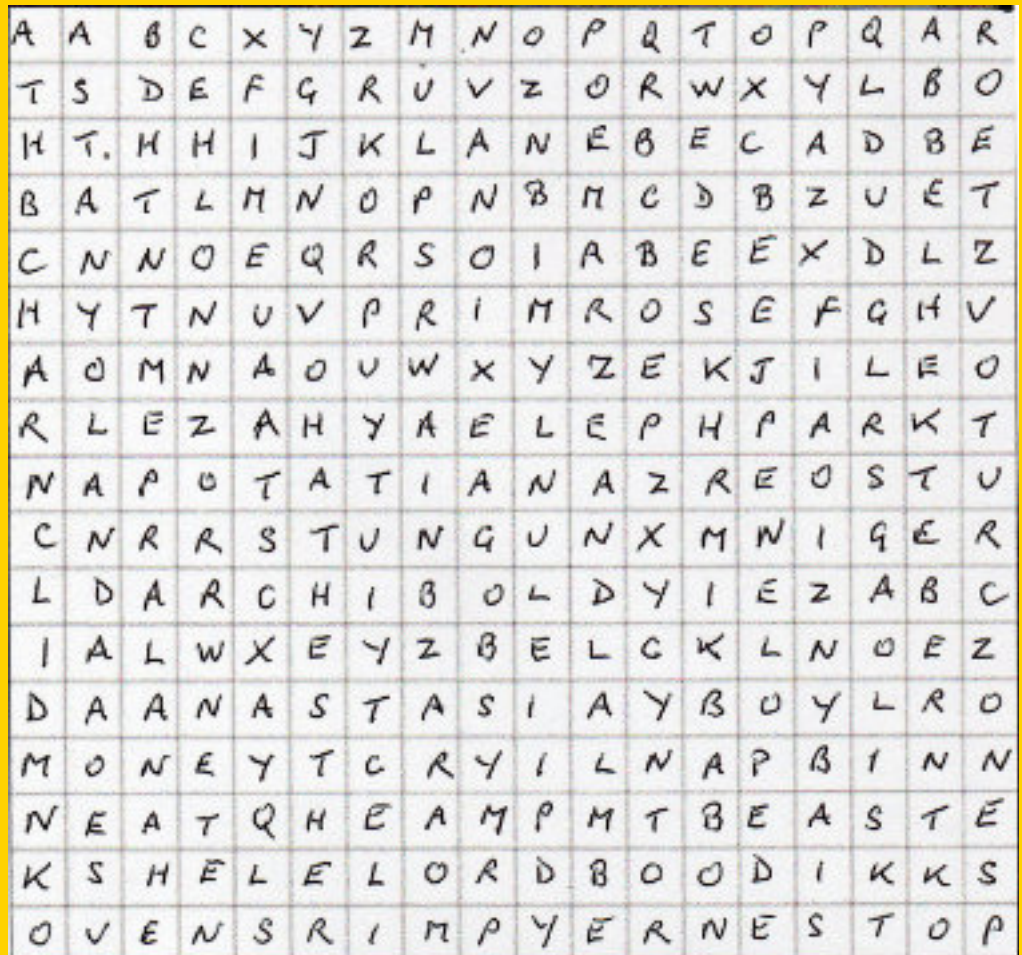 A A B C X Y Z M N O P Q T O P Q A R
T S D E F G R U V Z O R W X Y L B O
H T. H H I J K L A N E B E C A D B E
B A T L M N O P N B M C D B Z U E T
C N N O E Q R S O I A B E E X D L Z
H Y T N U V P R I M R O S E F G H V
A O M N A O U W X Y Z E K J I L E O
R L E Z A H Y A E L E P H P A R K T
N A P O T A T I A N A Z R E O S T U
C N R R S T U N G U N X M W I G E R
L D A R C H I B O L D Y I E Z A B C
I A L W X E Y Z B E L C K L N O E Z
D A A N A S T A S I A Y B O Y L R O
M O N E Y T C R Y I L N A P B I N N
N E A T Q H E A M P M T B E A S T E
K S H E L E L O R D B O O D I K K S
O V E N S R I M P Y E R N E S T O P